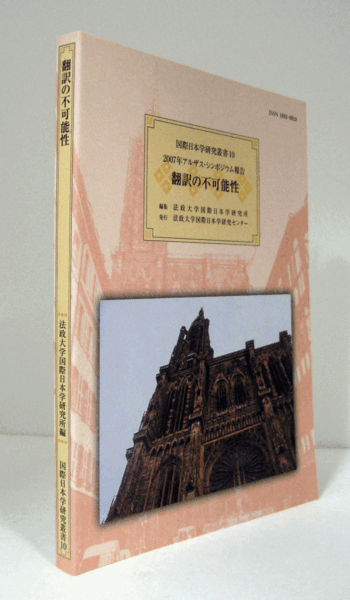 国際日本学研究叢書10
2007年アルザス・シンポジウム報告
翻訳の不可能性
編集 法政大学国際日本学研究所
発行 法政大学国際日本学研究センター
翻訳の不可能性
法政大学国際日本学研究所編
国際日本学研究叢書10